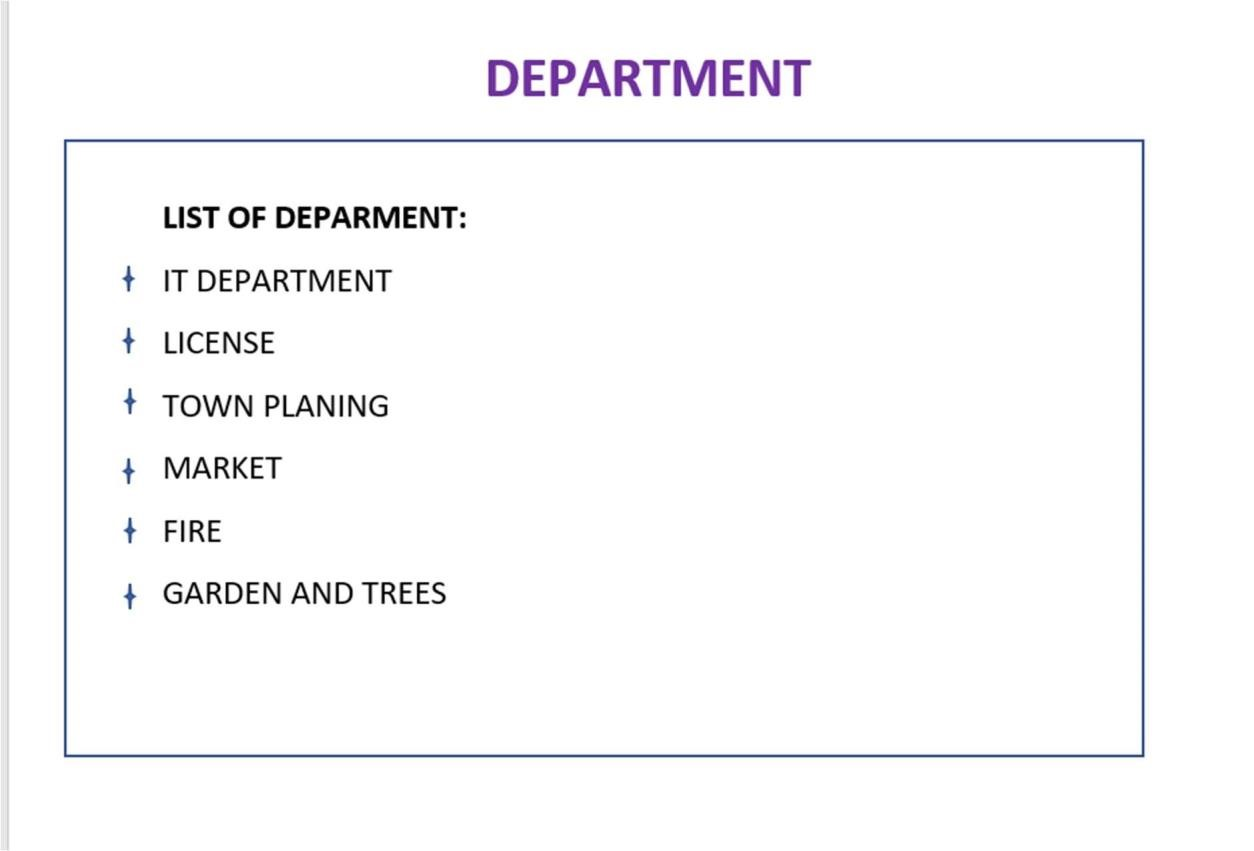 DEPARTMENT
LIST OF DEPARMENT:
IT DEPARTMENT
LICENSE
TOWN PLANING
MARKET
FIRE
GARDEN AND TREES